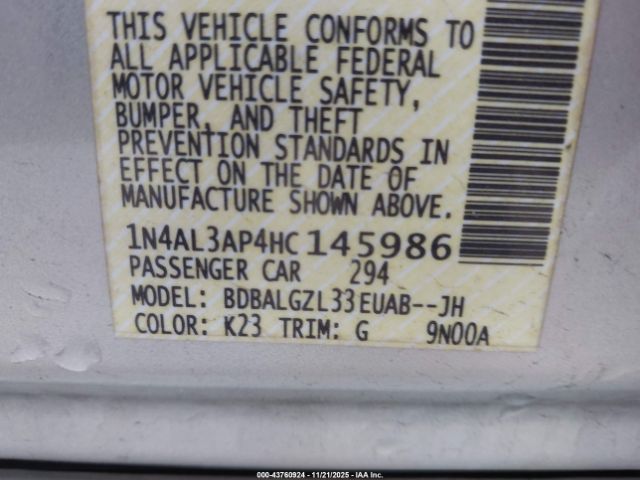 THIS VEHICLE CONFORMS TO
ALL APPLICABLE FEDERAL
MOTOR VEHICLE SAFETY,
BUMPER, AND THEFT
PREVENTION STANDARDS IN
EFFECT ON THE DATE OF
MANUFACTURE SHOWN ABOVE.
1N4AL3AP4HC145986
PASSENGER CAR 294
MODEL: BDBALGZL33EUAB--JH
COLOR: K23 TRIM: G 9N00A
000-43760924 - 11/21/2025 - IAA Inc.